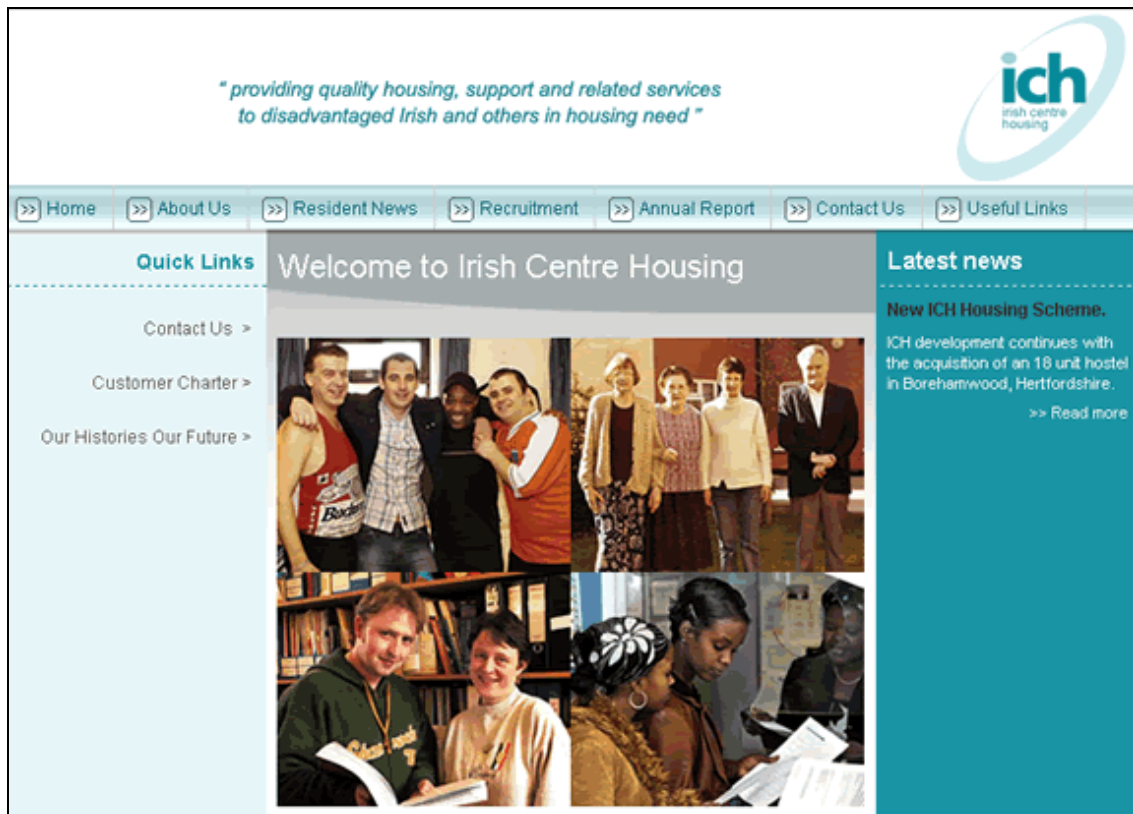 “ providing quality housing, support and related services
to disadvantaged Irish and others in housing need ”
ich
irish centre
housing
>> Home >> About Us >> Resident News >> Recruitment >> Annual Report >> Contact Us >> Useful Links
Quick Links
Contact Us >
Customer Charter >
Our Histories Our Future >
Welcome to Irish Centre Housing
Latest news
New ICH Housing Scheme.
ICH development continues with
the acquisition of an 18 unit hostel
in Borehamwood, Hertfordshire.
>> Read more